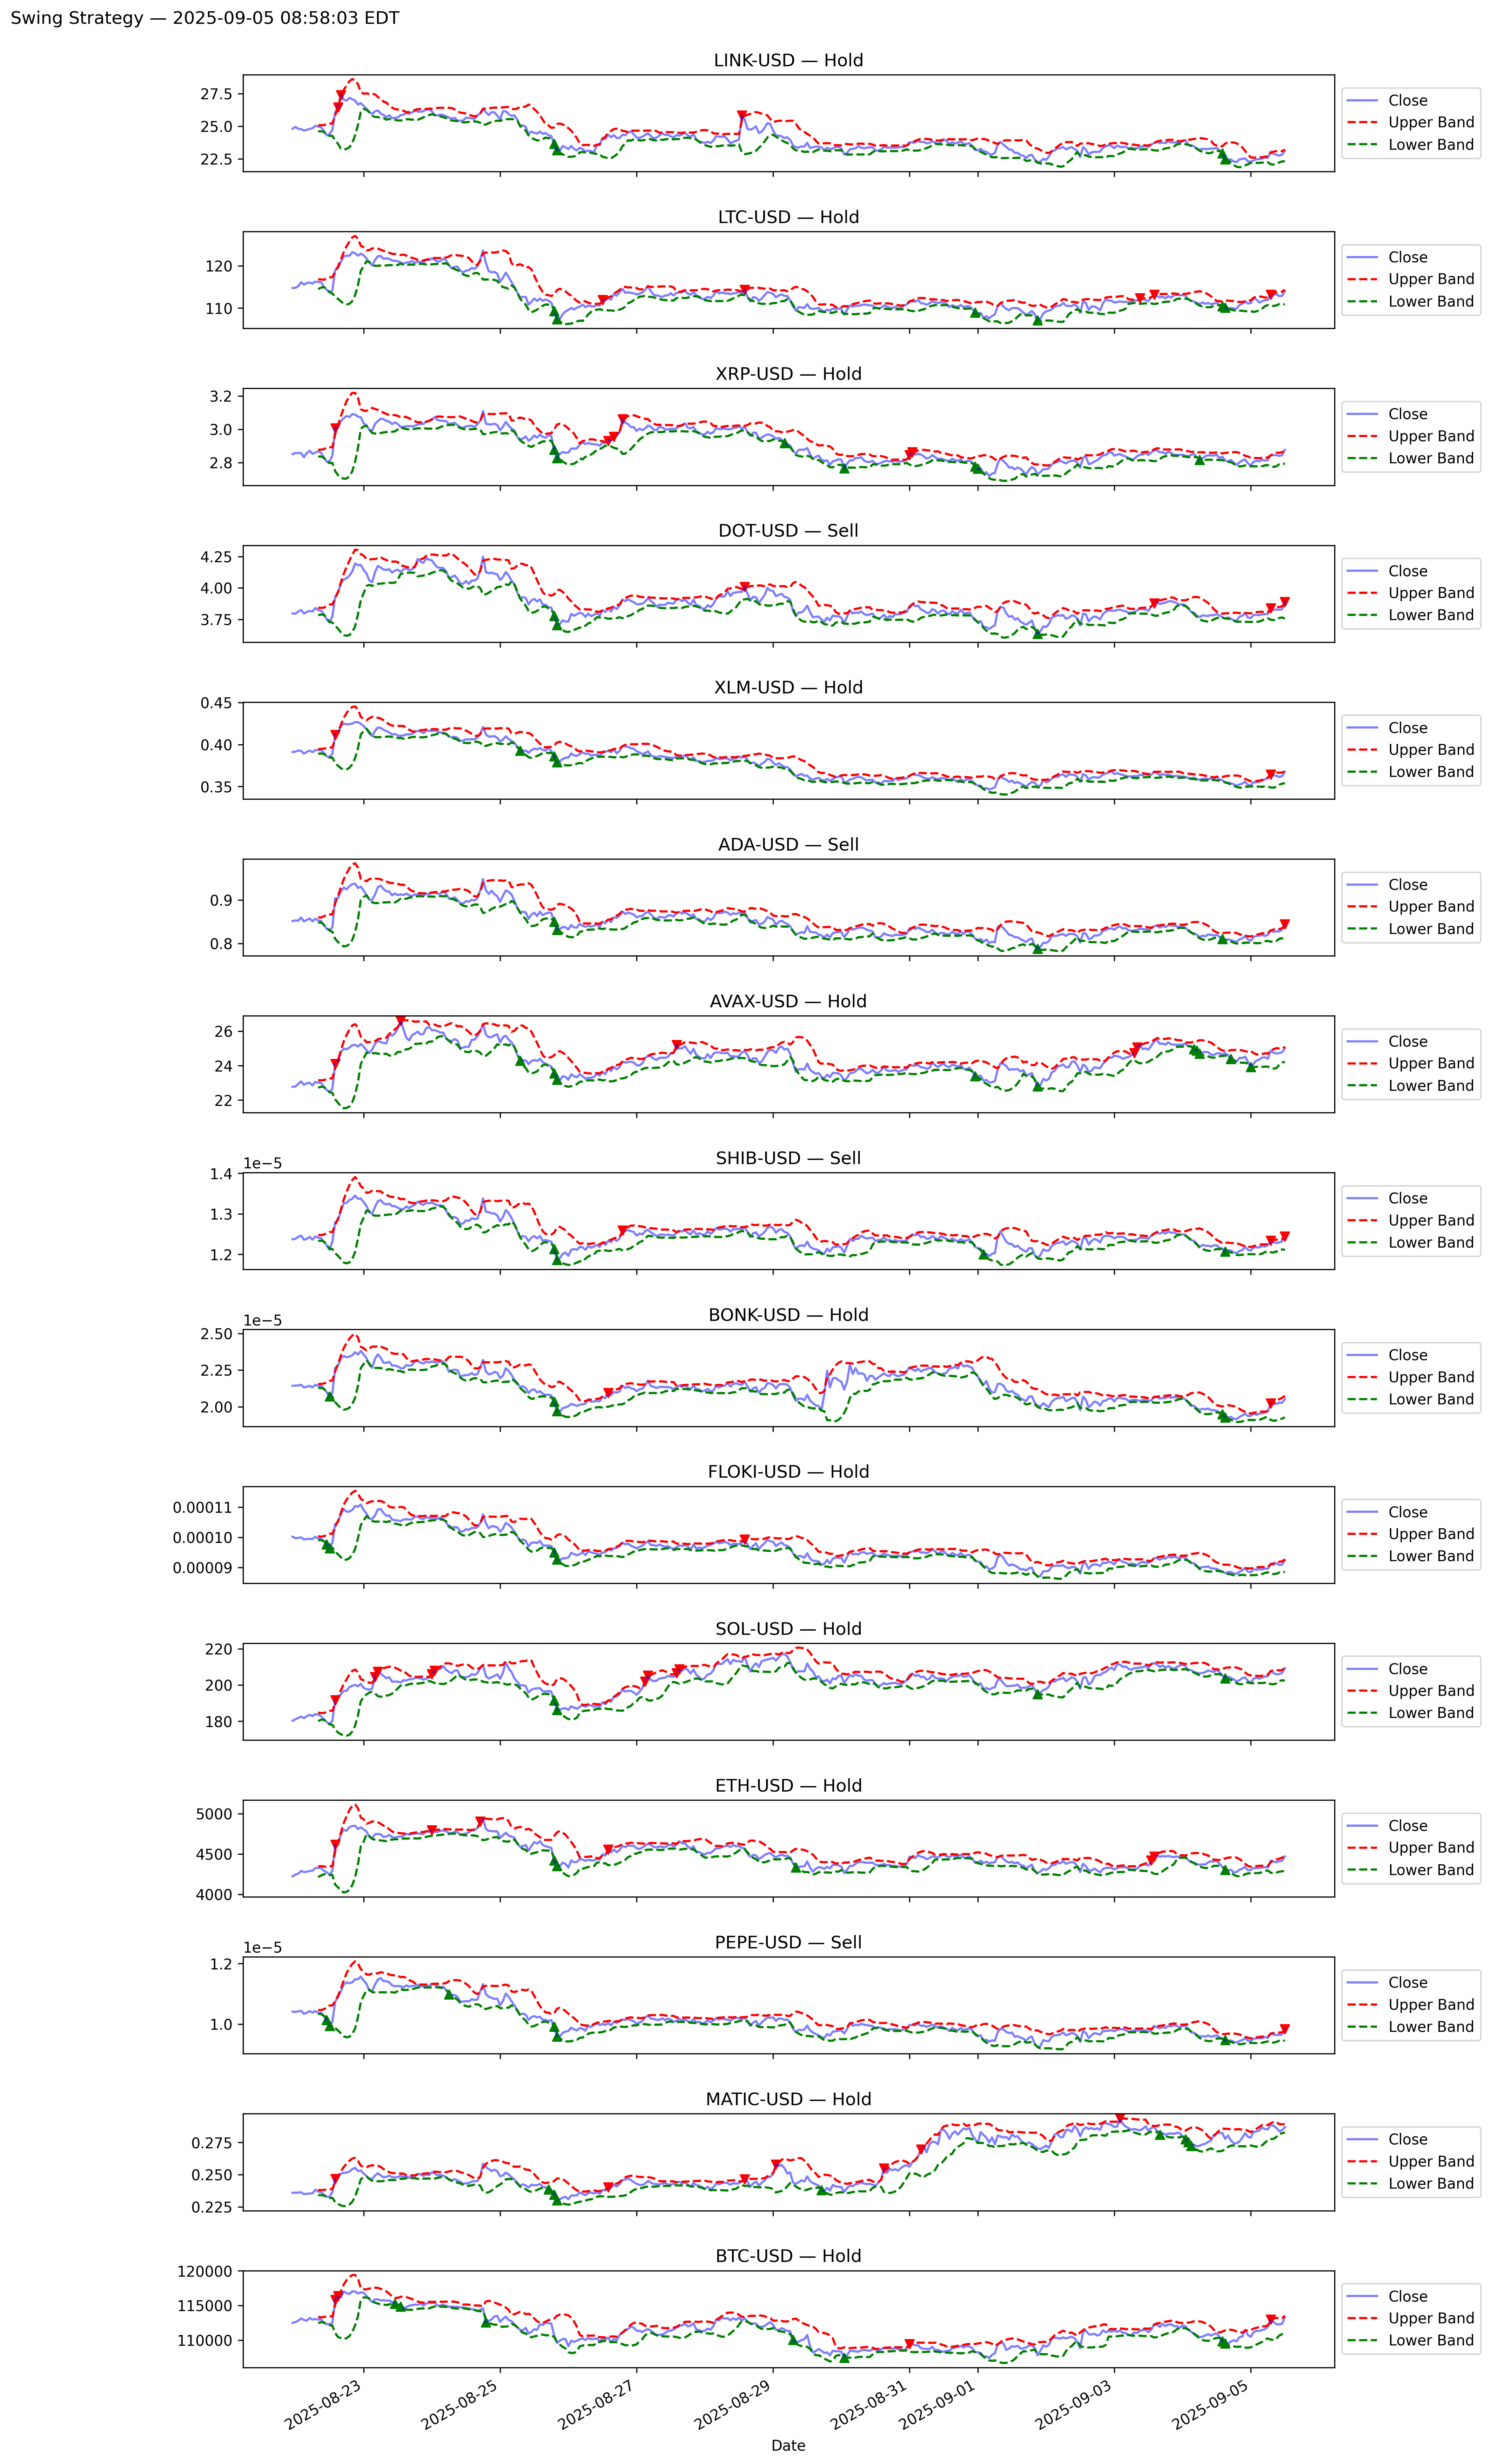 Swing Strategy — 2025-09-05 08:58:03 EDT
LINK-USD — Hold
27.5
25.0
22.5
Close
Upper Band
Lower Band
LTC-USD — Hold
120
110
Close
Upper Band
Lower Band
XRP-USD — Hold
3.2
3.0
2.8
Close
Upper Band
Lower Band
DOT-USD — Sell
4.25
4.00
3.75
Close
Upper Band
Lower Band
XLM-USD — Hold
0.45
0.40
0.35
Close
Upper Band
Lower Band
ADA-USD — Sell
0.9
0.8
Close
Upper Band
Lower Band
AVAX-USD — Hold
26
24
22
Close
Upper Band
Lower Band
SHIB-USD — Sell
1e−5
1.4
1.3
1.2
Close
Upper Band
Lower Band
BONK-USD — Hold
1e−5
2.50
2.25
2.00
Close
Upper Band
Lower Band
FLOKI-USD — Hold
0.00011
0.00010
0.00009
Close
Upper Band
Lower Band
SOL-USD — Hold
220
200
180
Close
Upper Band
Lower Band
ETH-USD — Hold
5000
4500
4000
Close
Upper Band
Lower Band
PEPE-USD — Sell
1e−5
1.2
1.0
Close
Upper Band
Lower Band
MATIC-USD — Hold
0.275
0.250
0.225
Close
Upper Band
Lower Band
BTC-USD — Hold
120000
115000
110000
Close
Upper Band
Lower Band
2025-08-23
2025-08-25
2025-08-27
2025-08-29
2025-08-31
2025-09-01
2025-09-03
2025-09-05
Date